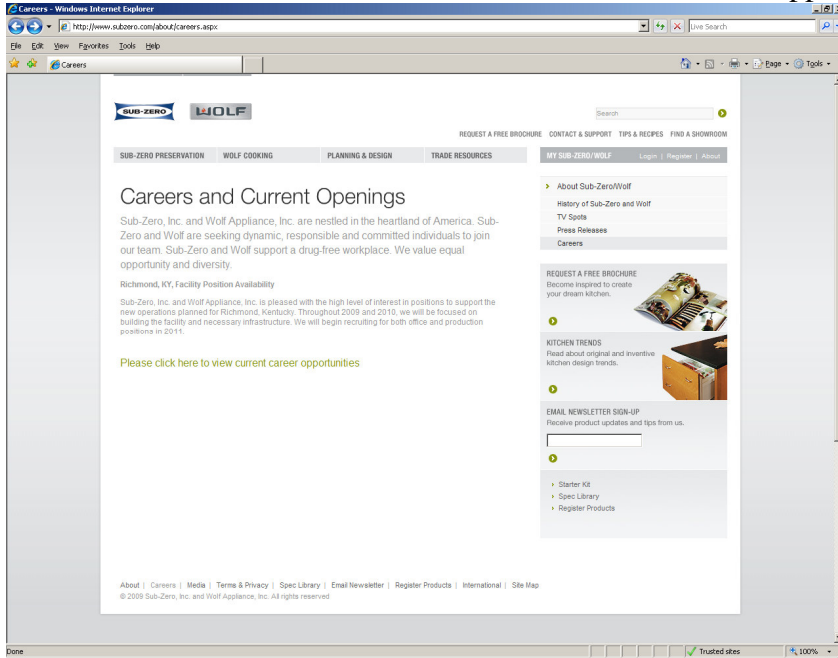 Careers - Windows Internet Explorer
http://www.subzero.com/about/careers.aspx
Live Search
File Edit View Favorites Tools Help
Careers
Page Tools
SUB-ZERO WOLF
Search
REQUEST A FREE BROCHURE CONTACT & SUPPORT TIPS & RECIPES FIND A SHOWROOM
SUB-ZERO PRESERVATION WOLF COOKING PLANNING & DESIGN TRADE RESOURCES MY SUB-ZERO/WOLF Login | Register | About
Careers and Current Openings
Sub-Zero, Inc. and Wolf Appliance, Inc. are nestled in the heartland of America. Sub-
Zero and Wolf are seeking dynamic, responsible and committed individuals to join
our team. Sub-Zero and Wolf support a drug-free workplace. We value equal
opportunity and diversity.
Richmond, KY, Facility Position Availability
Sub-Zero, Inc. and Wolf Appliance, Inc. is pleased with the high level of interest in positions to support the
new operations planned for Richmond, Kentucky. Throughout 2009 and 2010, we will be focused on
building the facility and necessary infrastructure. We will begin recruiting for both office and production
positions in 2011.
Please click here to view current career opportunities
About Sub-Zero/Wolf
History of Sub-Zero and Wolf
TV Spots
Press Releases
Careers
REQUEST A FREE BROCHURE
Become inspired to create
your dream kitchen.
KITCHEN TRENDS
Read about original and inventive
kitchen design trends.
EMAIL NEWSLETTER SIGN-UP
Receive product updates and tips from us.
Starter Kit
Spec Library
Register Products
About | Careers | Media | Terms & Privacy | Spec Library | Email Newsletter | Register Products | International | Site Map
© 2009 Sub-Zero, Inc. and Wolf Appliance, Inc. All rights reserved
Done Trusted sites 100%